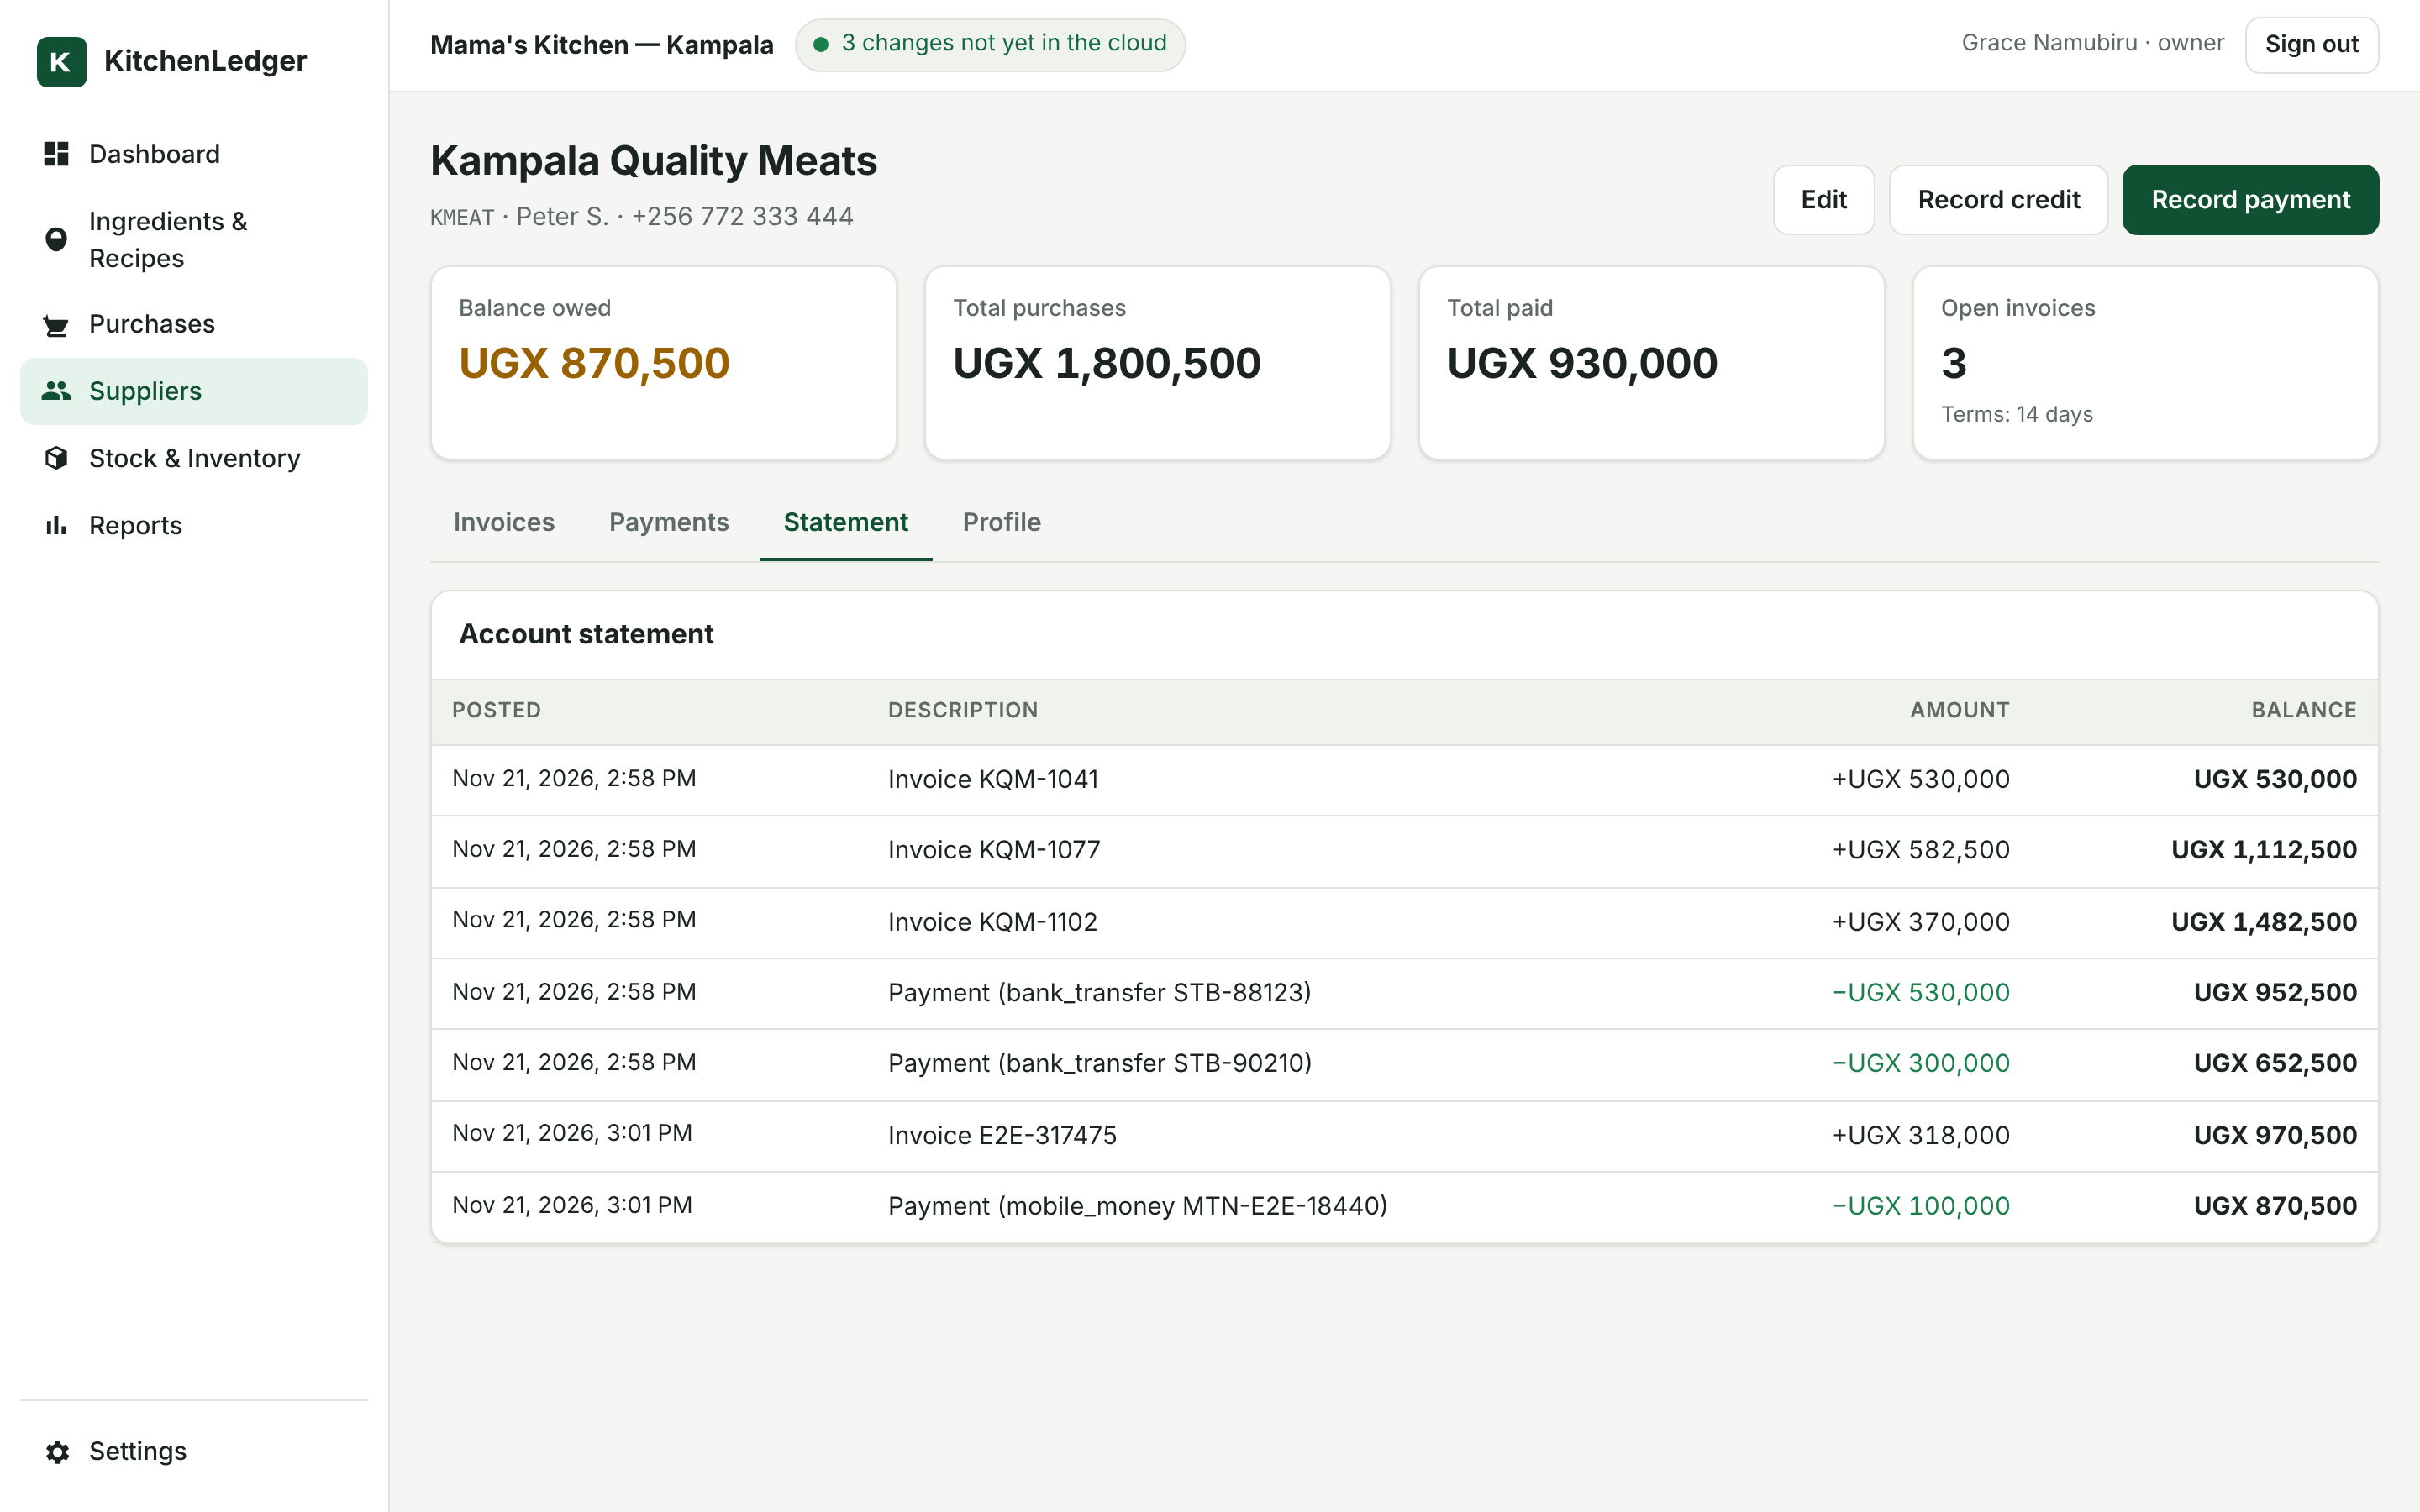 K KitchenLedger
Dashboard
Ingredients &
Recipes
Purchases
Suppliers
Stock & Inventory
Reports
Settings
Mama's Kitchen — Kampala
3 changes not yet in the cloud
Grace Namubiru · owner
Sign out
Kampala Quality Meats
KMEAT · Peter S. · +256 772 333 444
Edit
Record credit
Record payment
Balance owed
UGX 870,500
Total purchases
UGX 1,800,500
Total paid
UGX 930,000
Open invoices
3
Terms: 14 days
Invoices Payments Statement Profile
Account statement
POSTED DESCRIPTION AMOUNT BALANCE
Nov 21, 2026, 2:58 PM Invoice KQM-1041 +UGX 530,000 UGX 530,000
Nov 21, 2026, 2:58 PM Invoice KQM-1077 +UGX 582,500 UGX 1,112,500
Nov 21, 2026, 2:58 PM Invoice KQM-1102 +UGX 370,000 UGX 1,482,500
Nov 21, 2026, 2:58 PM Payment (bank_transfer STB-88123) −UGX 530,000 UGX 952,500
Nov 21, 2026, 2:58 PM Payment (bank_transfer STB-90210) −UGX 300,000 UGX 652,500
Nov 21, 2026, 3:01 PM Invoice E2E-317475 +UGX 318,000 UGX 970,500
Nov 21, 2026, 3:01 PM Payment (mobile_money MTN-E2E-18440) −UGX 100,000 UGX 870,500